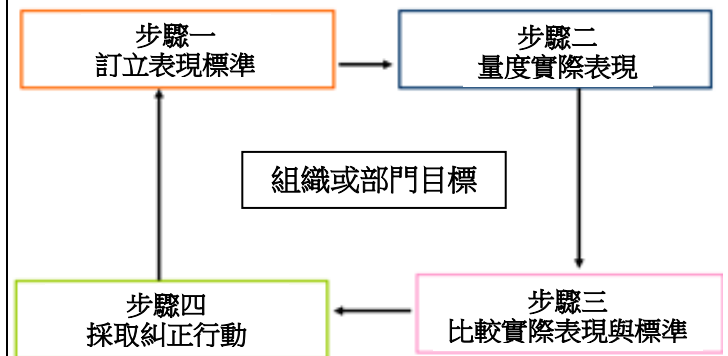 步驟一
訂立表現標準
步驟二
量度實際表現
組織或部門目標
步驟四
採取糾正行動
步驟三
比較實際表現與標準